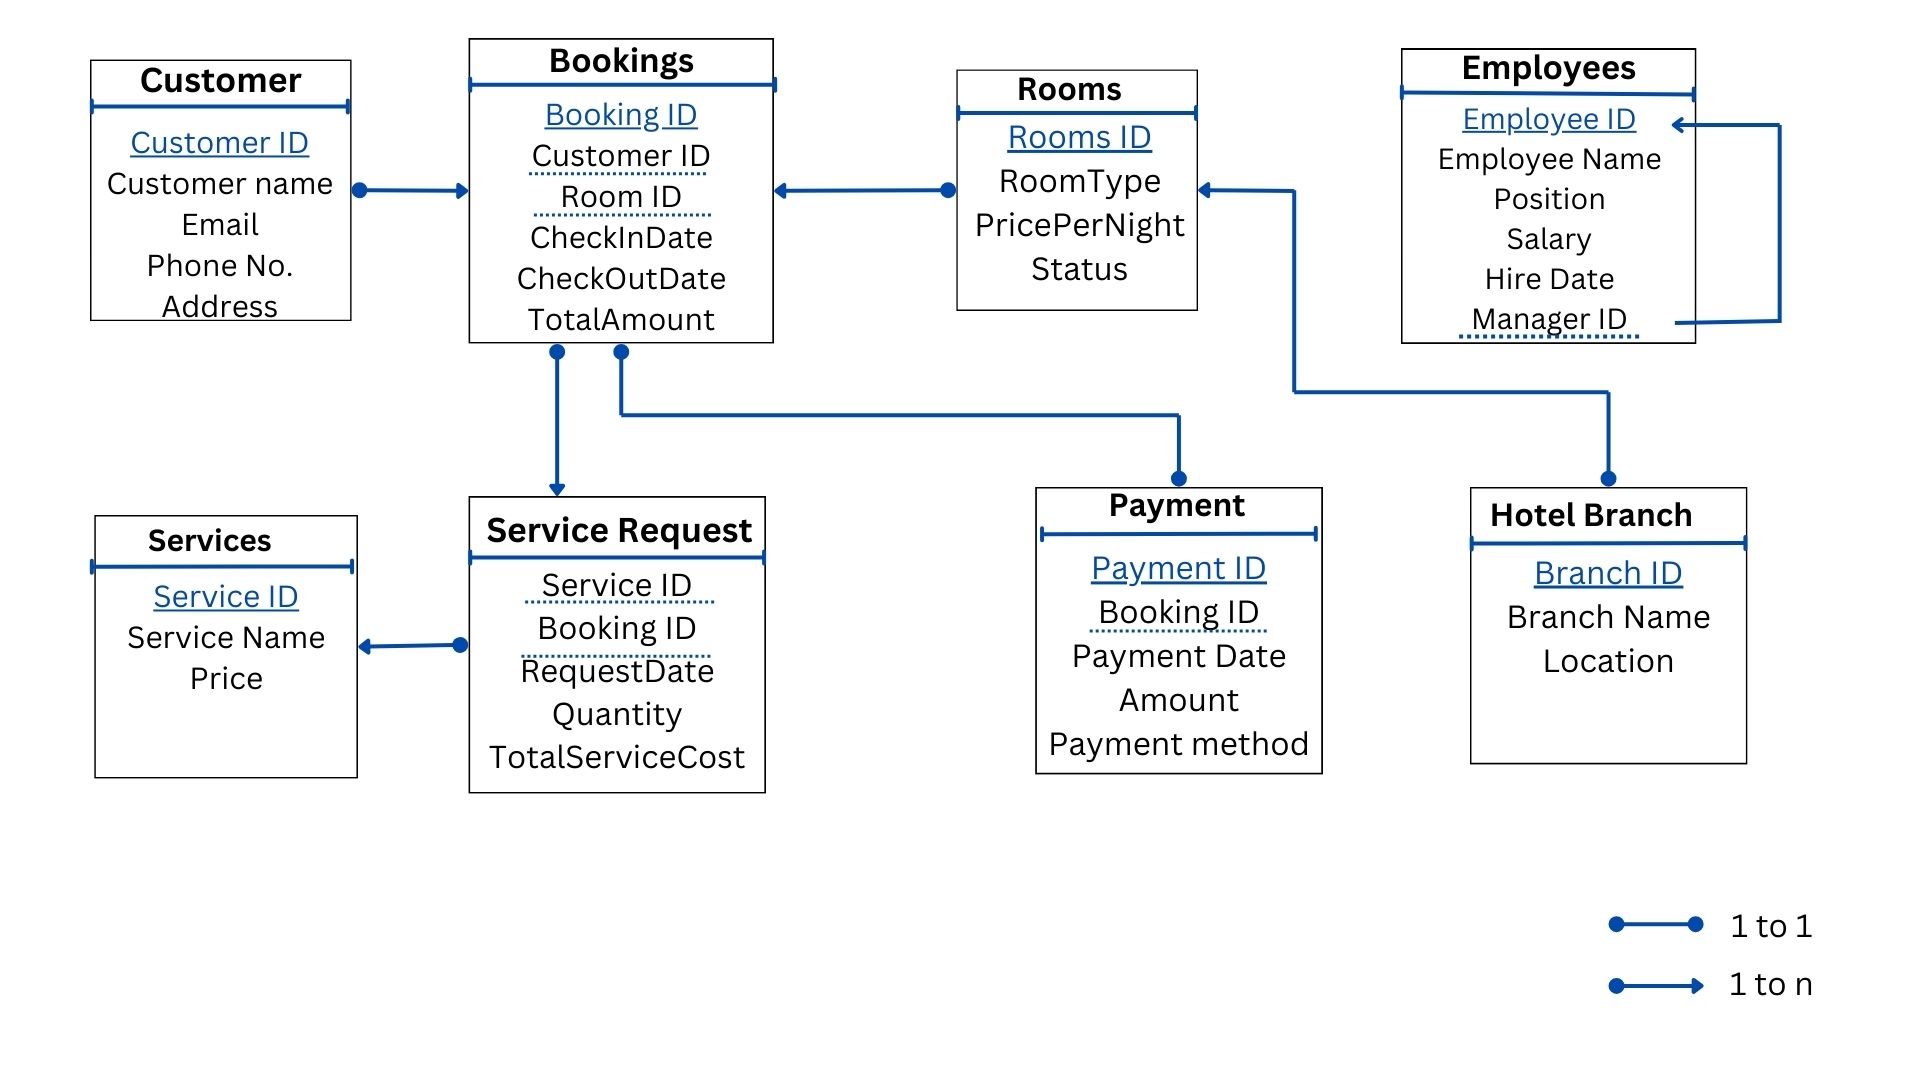 Customer
Customer ID
Customer name
Email
Phone No.
Address
Bookings
Booking ID
Customer ID
Room ID
CheckInDate
CheckOutDate
TotalAmount
Rooms
Rooms ID
RoomType
PricePerNight
Status
Employees
Employee ID
Employee Name
Position
Salary
Hire Date
Manager ID
Services
Service ID
Service Name
Price
Service Request
Service ID
Booking ID
RequestDate
Quantity
TotalServiceCost
Payment
Payment ID
Booking ID
Payment Date
Amount
Payment method
Hotel Branch
Branch ID
Branch Name
Location
1 to 1
1 to n